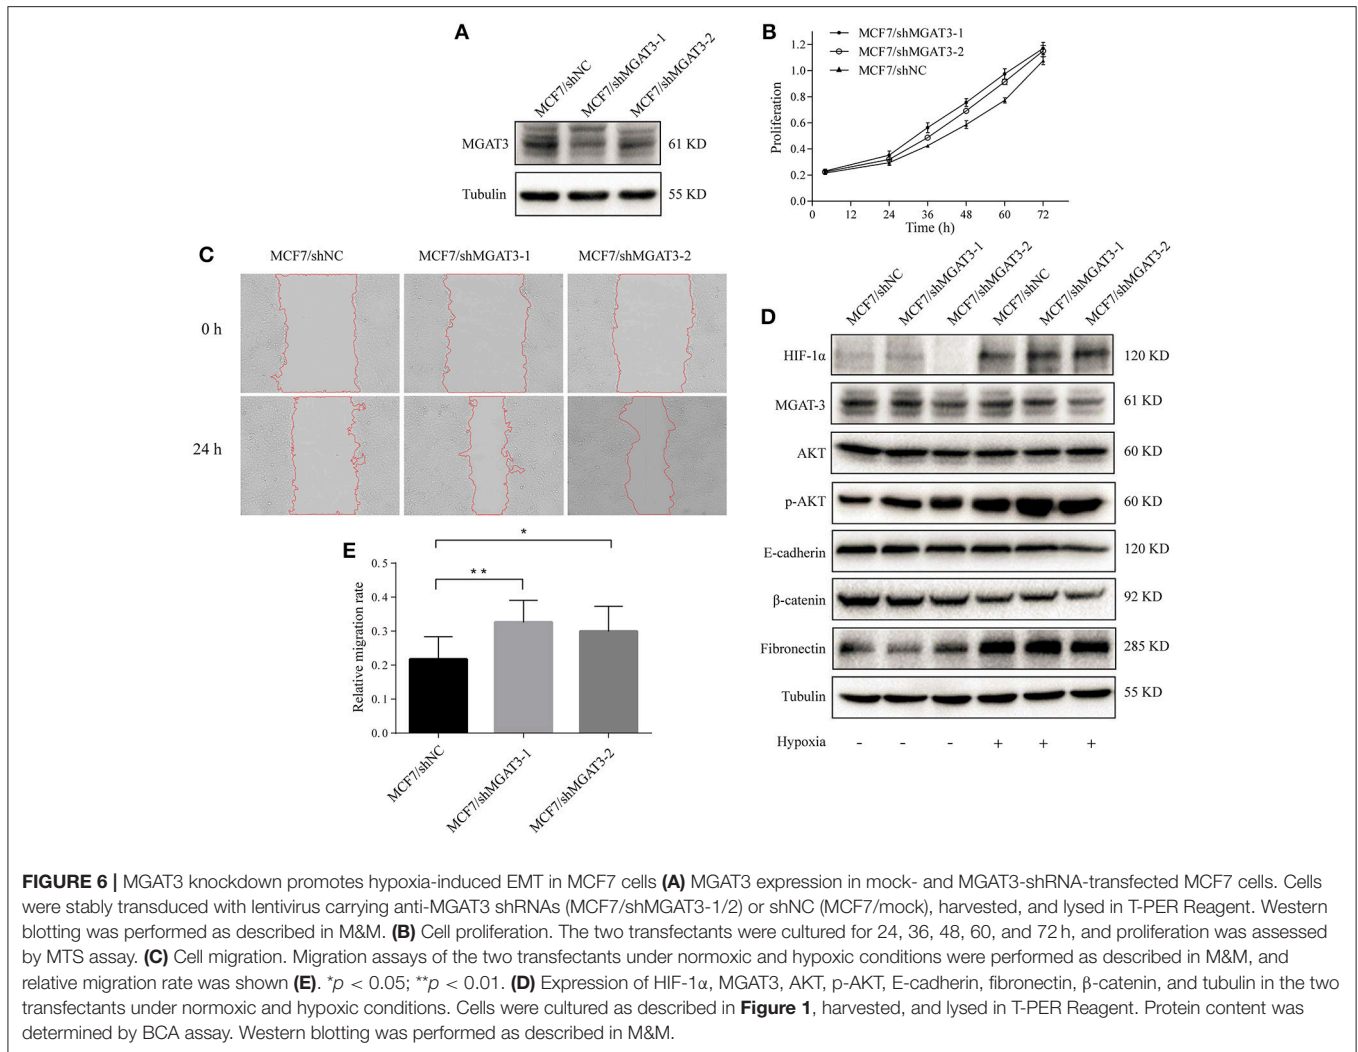 A
MCF7/shNC
MCF7/shMGAT3-1
MCF7/shMGAT3-2
MGAT3
61 KD
Tubulin
55 KD
B
MCF7/shMGAT3-1
MCF7/shMGAT3-2
MCF7/shNC
Proliferation
1.2
1.0
0.8
0.6
0.4
0.2
0.0
0 12 24 36 48 60 72
Time (h)
C
MCF7/shNC
MCF7/shMGAT3-1
MCF7/shMGAT3-2
0 h
24 h
D
MCF7/shNC
MCF7/shMGAT3-1
MCF7/shMGAT3-2
MCF7/shNC
MCF7/shMGAT3-1
MCF7/shMGAT3-2
HIF-1α 120 KD
MGAT-3 61 KD
AKT 60 KD
p-AKT 60 KD
E-cadherin 120 KD
β-catenin 92 KD
Fibronectin 285 KD
Tubulin 55 KD
Hypoxia - - - + + +
E
*
**
Relative migration rate
0.5
0.4
0.3
0.2
0.1
0.0
MCF7/shNC
MCF7/shMGAT3-1
MCF7/shMGAT3-2
FIGURE 6 | MGAT3 knockdown promotes hypoxia-induced EMT in MCF7 cells (A) MGAT3 expression in mock- and MGAT3-shRNA-transfected MCF7 cells. Cells
were stably transduced with lentivirus carrying anti-MGAT3 shRNAs (MCF7/shMGAT3-1/2) or shNC (MCF7/mock), harvested, and lysed in T-PER Reagent. Western
blotting was performed as described in M&M. (B) Cell proliferation. The two transfectants were cultured for 24, 36, 48, 60, and 72 h, and proliferation was assessed
by MTS assay. (C) Cell migration. Migration assays of the two transfectants under normoxic and hypoxic conditions were performed as described in M&M, and
relative migration rate was shown (E). *p < 0.05; **p < 0.01. (D) Expression of HIF-1α, MGAT3, AKT, p-AKT, E-cadherin, fibronectin, β-catenin, and tubulin in the two
transfectants under normoxic and hypoxic conditions. Cells were cultured as described in Figure 1, harvested, and lysed in T-PER Reagent. Protein content was
determined by BCA assay. Western blotting was performed as described in M&M.